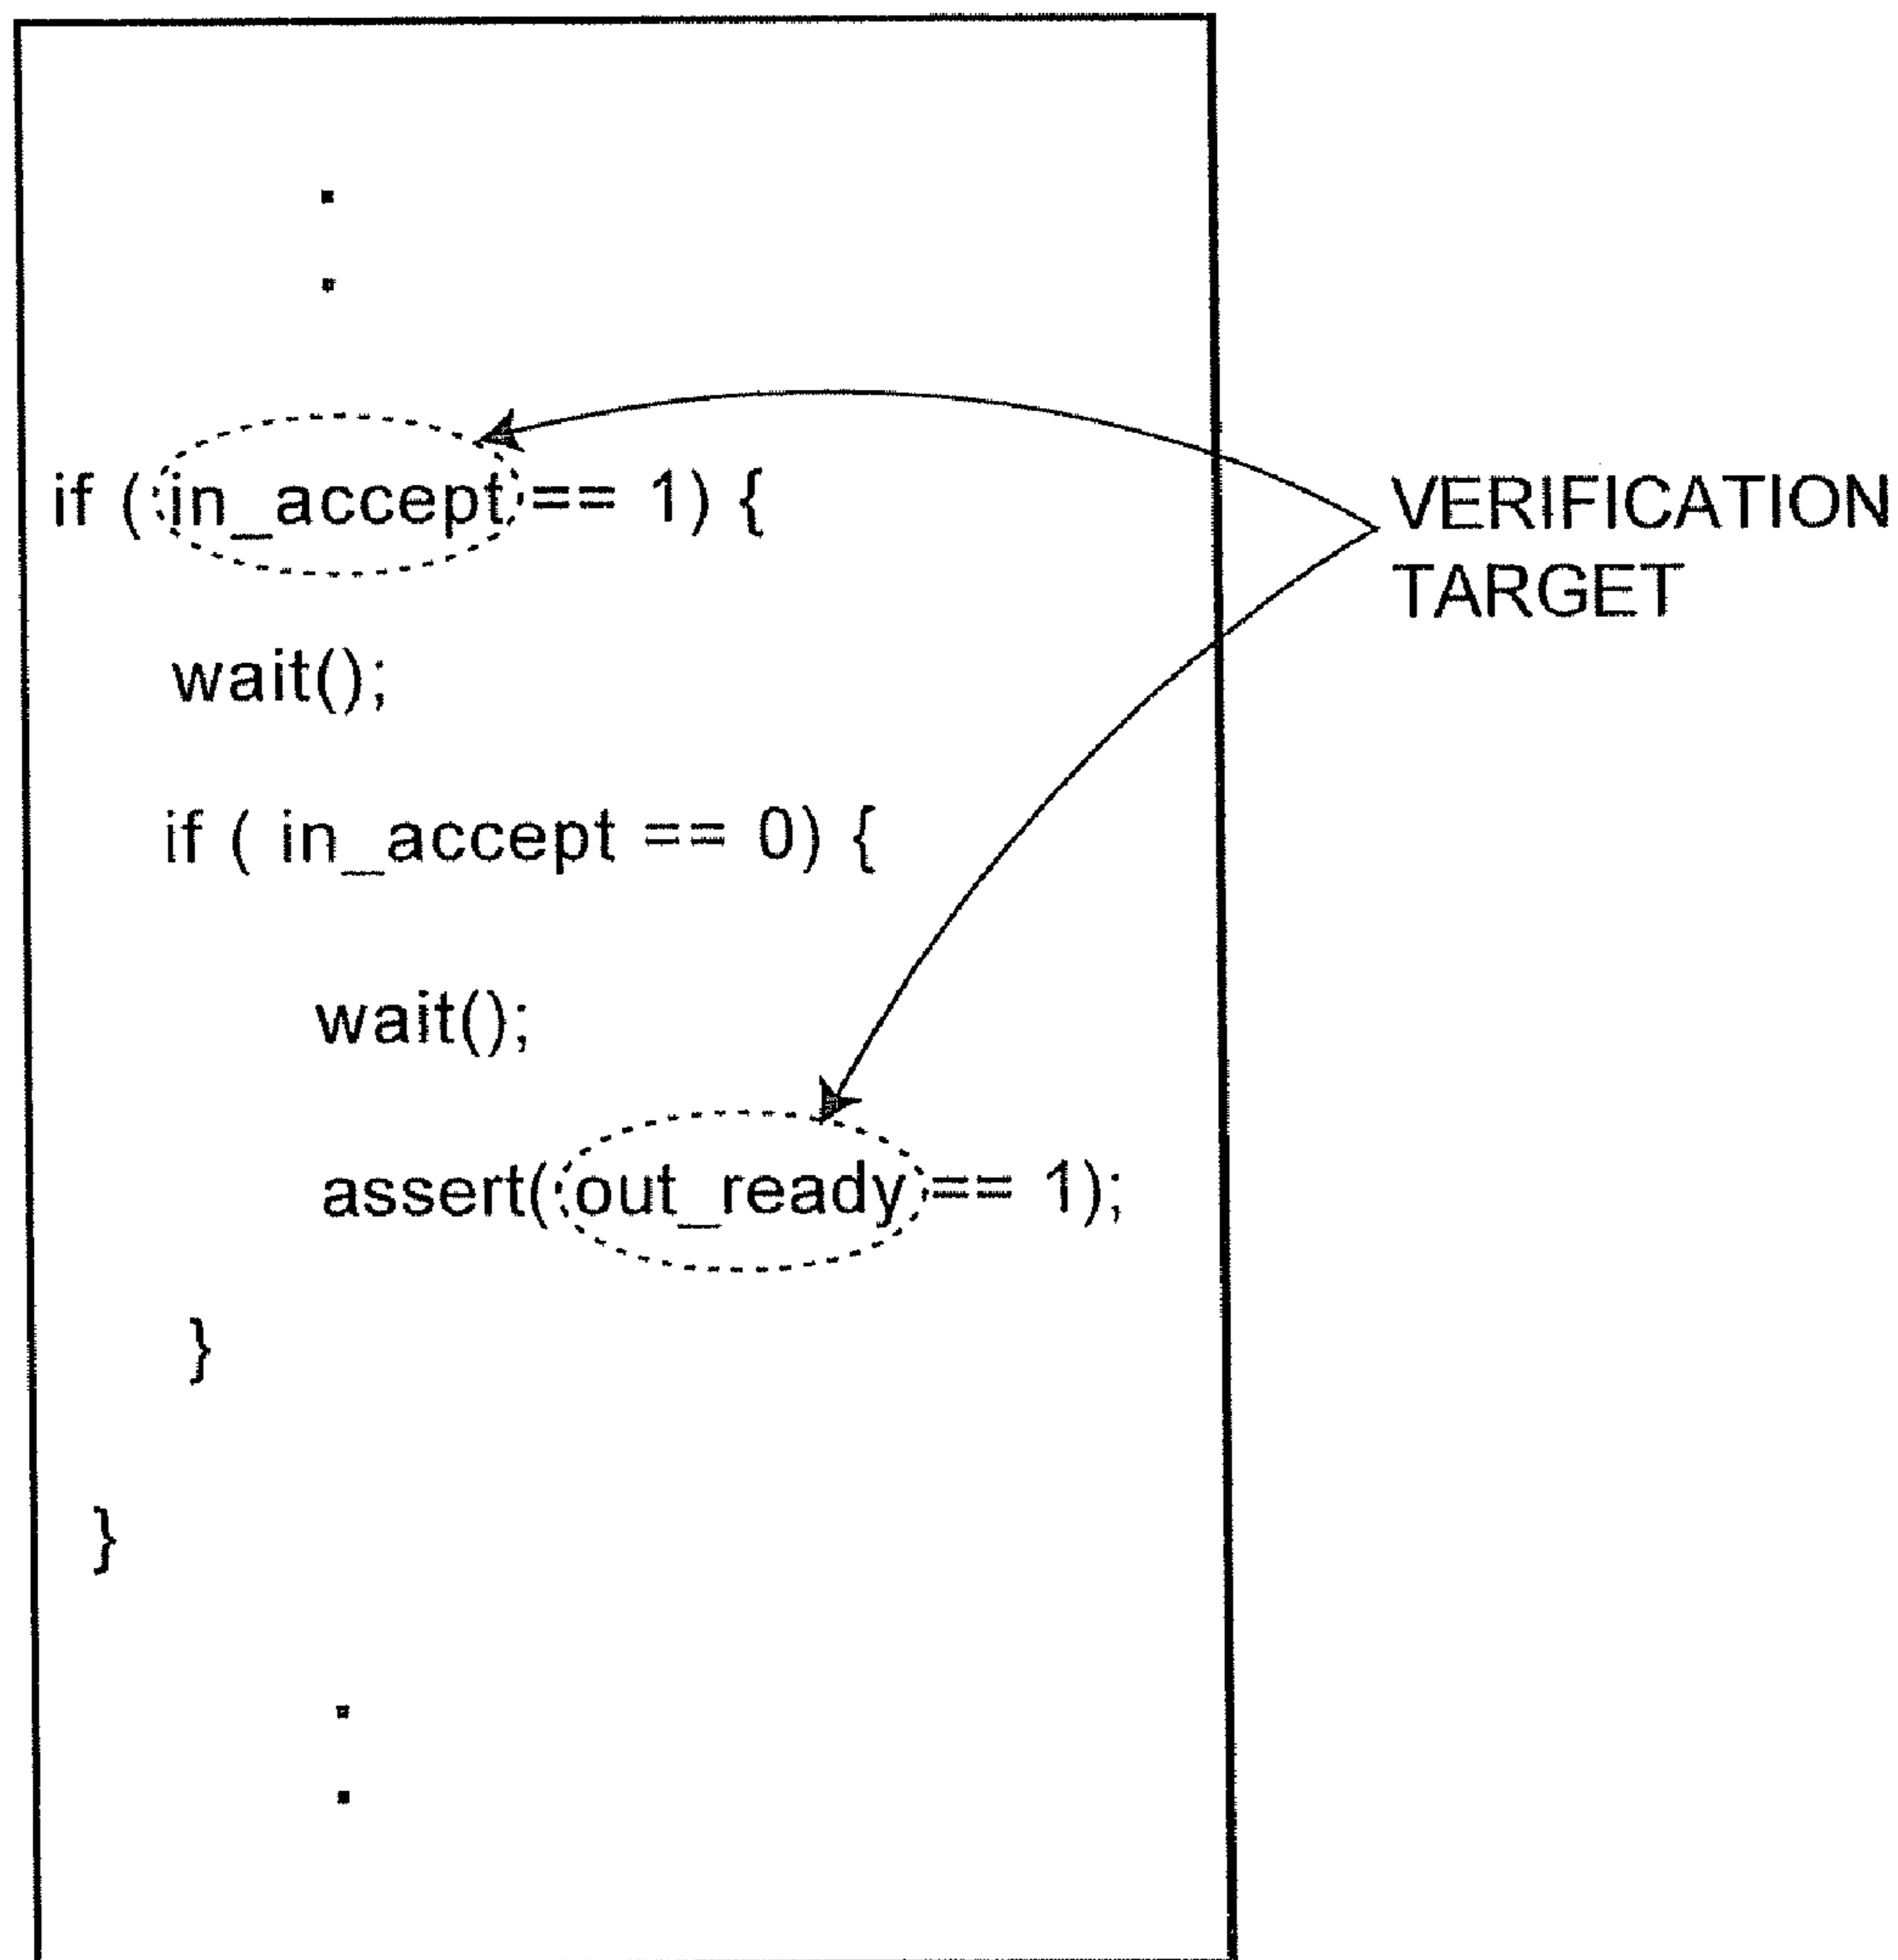 .
.
if ( in_accept == 1) {
wait();
if ( in_accept == 0) {
wait();
assert( out_ready == 1);
}
}
.
.
VERIFICATION
TARGET